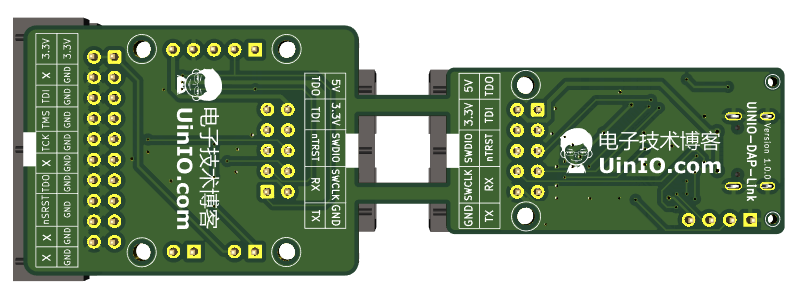 3.3V 3.3V
X GND
TDI GND
TMS GND
TCLK GND
X GND
TDO GND
nSRST GND
X GND
X GND
电子技术博客
UinIO.com
TDO 5V
TDI 3.3V
nTRST SWDIO
RX SWCLK
TX GND
5V TDO
3.3V TDI
SWDIO nTRST
SWCLK RX
GND TX
电子技术博客
UinIO.com
UINIO-DAP-Link
Version 1.0.0